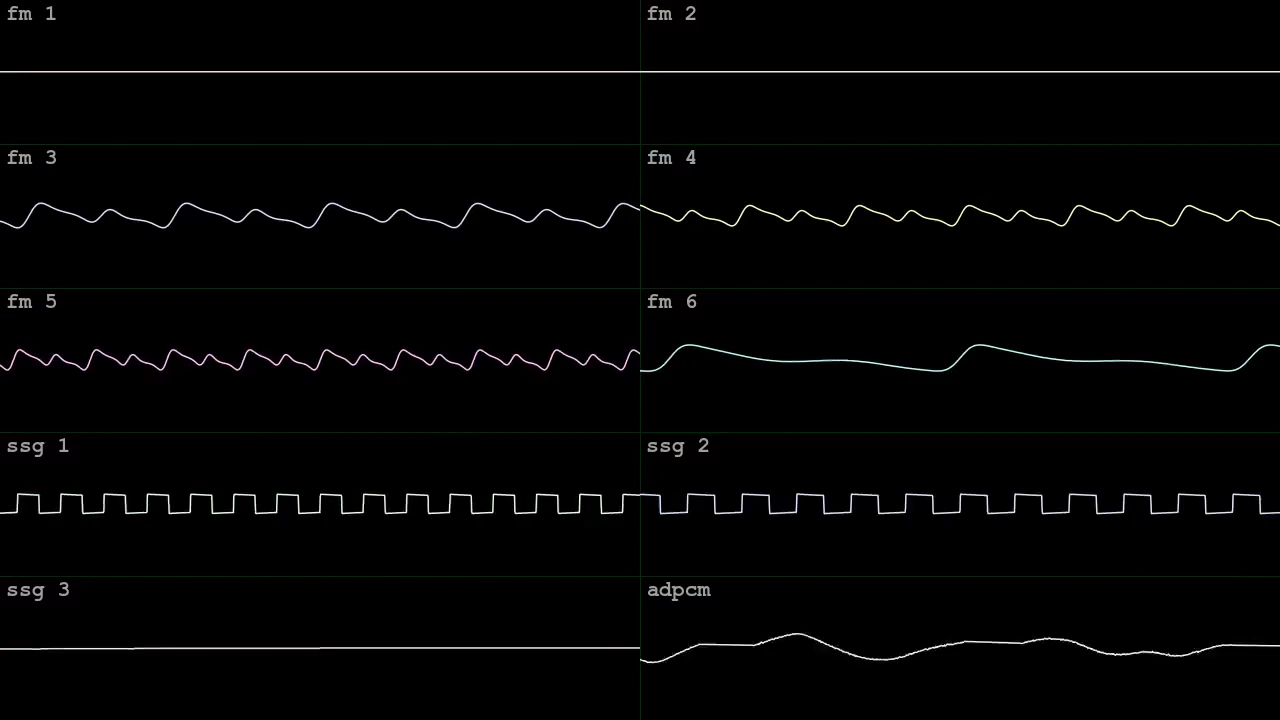 fm 1
fm 2
fm 3
fm 4
fm 5
fm 6
ssg 1
ssg 2
ssg 3
adpcm